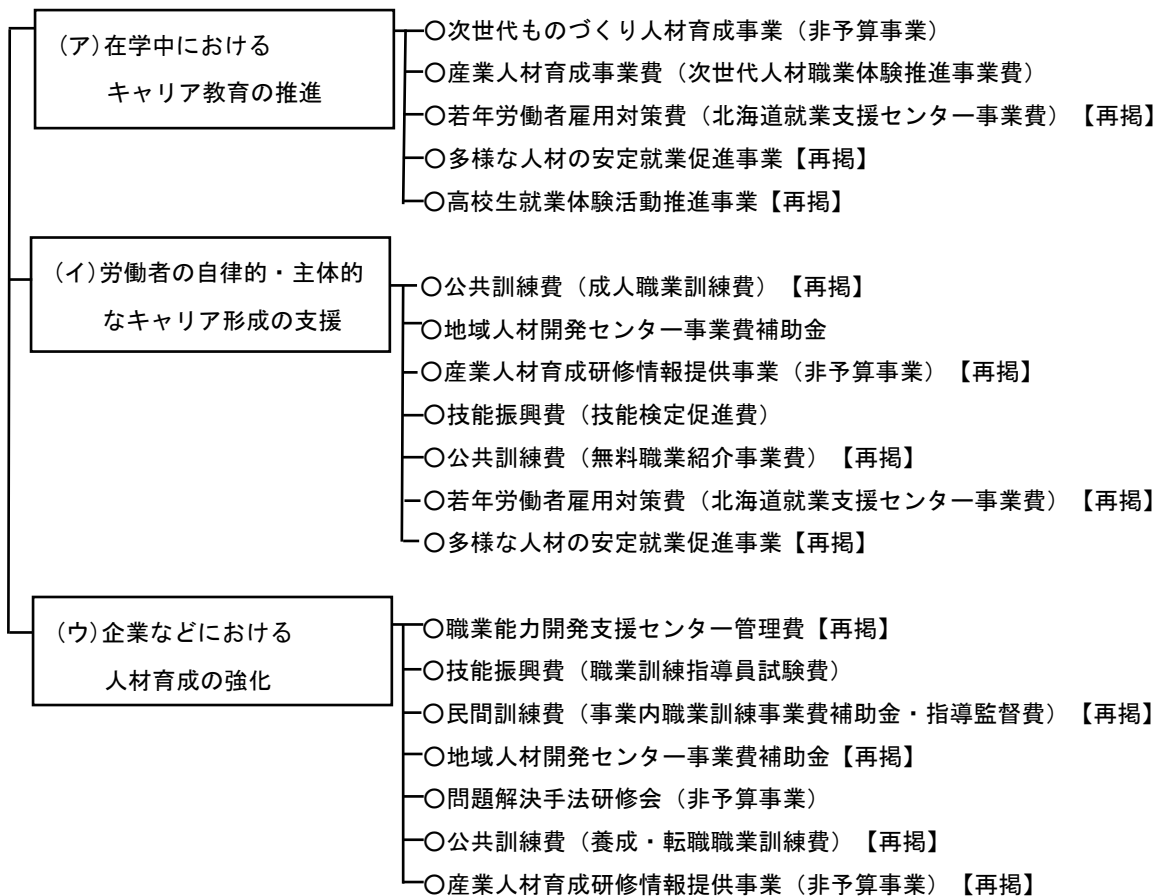 (ア)在学中における
キャリア教育の推進
○次世代ものづくり人材育成事業（非予算事業）
○産業人材育成事業費（次世代人材職業体験推進事業費）
○若年労働者雇用対策費（北海道就業支援センター事業費）【再掲】
○多様な人材の安定就業促進事業【再掲】
○高校生就業体験活動推進事業【再掲】
(イ)労働者の自律的・主体的
なキャリア形成の支援
○公共訓練費（成人職業訓練費）【再掲】
○地域人材開発センター事業費補助金
○産業人材育成研修情報提供事業（非予算事業）【再掲】
○技能振興費（技能検定促進費）
○公共訓練費（無料職業紹介事業費）【再掲】
○若年労働者雇用対策費（北海道就業支援センター事業費）【再掲】
○多様な人材の安定就業促進事業【再掲】
(ウ)企業などにおける
人材育成の強化
○職業能力開発支援センター管理費【再掲】
○技能振興費（職業訓練指導員試験費）
○民間訓練費（事業内職業訓練事業費補助金・指導監督費）【再掲】
○地域人材開発センター事業費補助金【再掲】
○問題解決手法研修会（非予算事業）
○公共訓練費（養成・転職職業訓練費）【再掲】
○産業人材育成研修情報提供事業（非予算事業）【再掲】